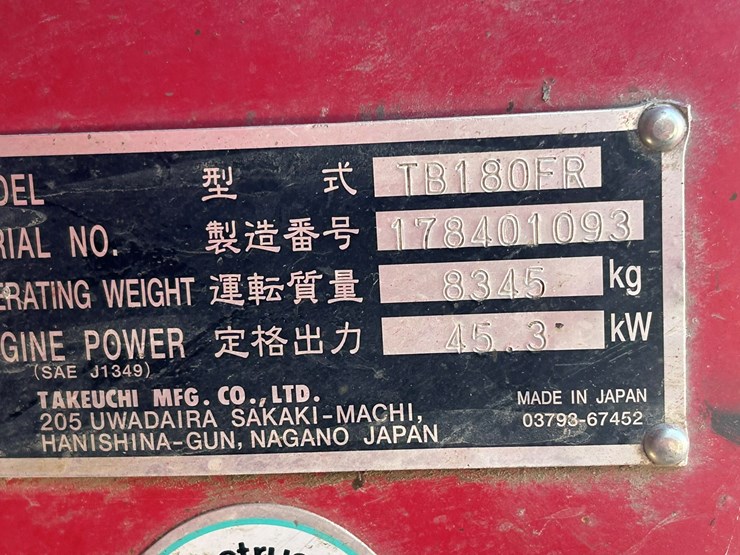 DEL 型 式 TB180FR
RIAL NO. 製造番号 178401093
ERATING WEIGHT 運転質量 8345 kg
GINE POWER 定格出力 45.3 kW
(SAE J1349)
TAKEUCHI MFG. CO.,LTD.
205 UWADAIRA SAKAKI-MACHI,
HANISHINA-GUN, NAGANO JAPAN
MADE IN JAPAN
03793-67452